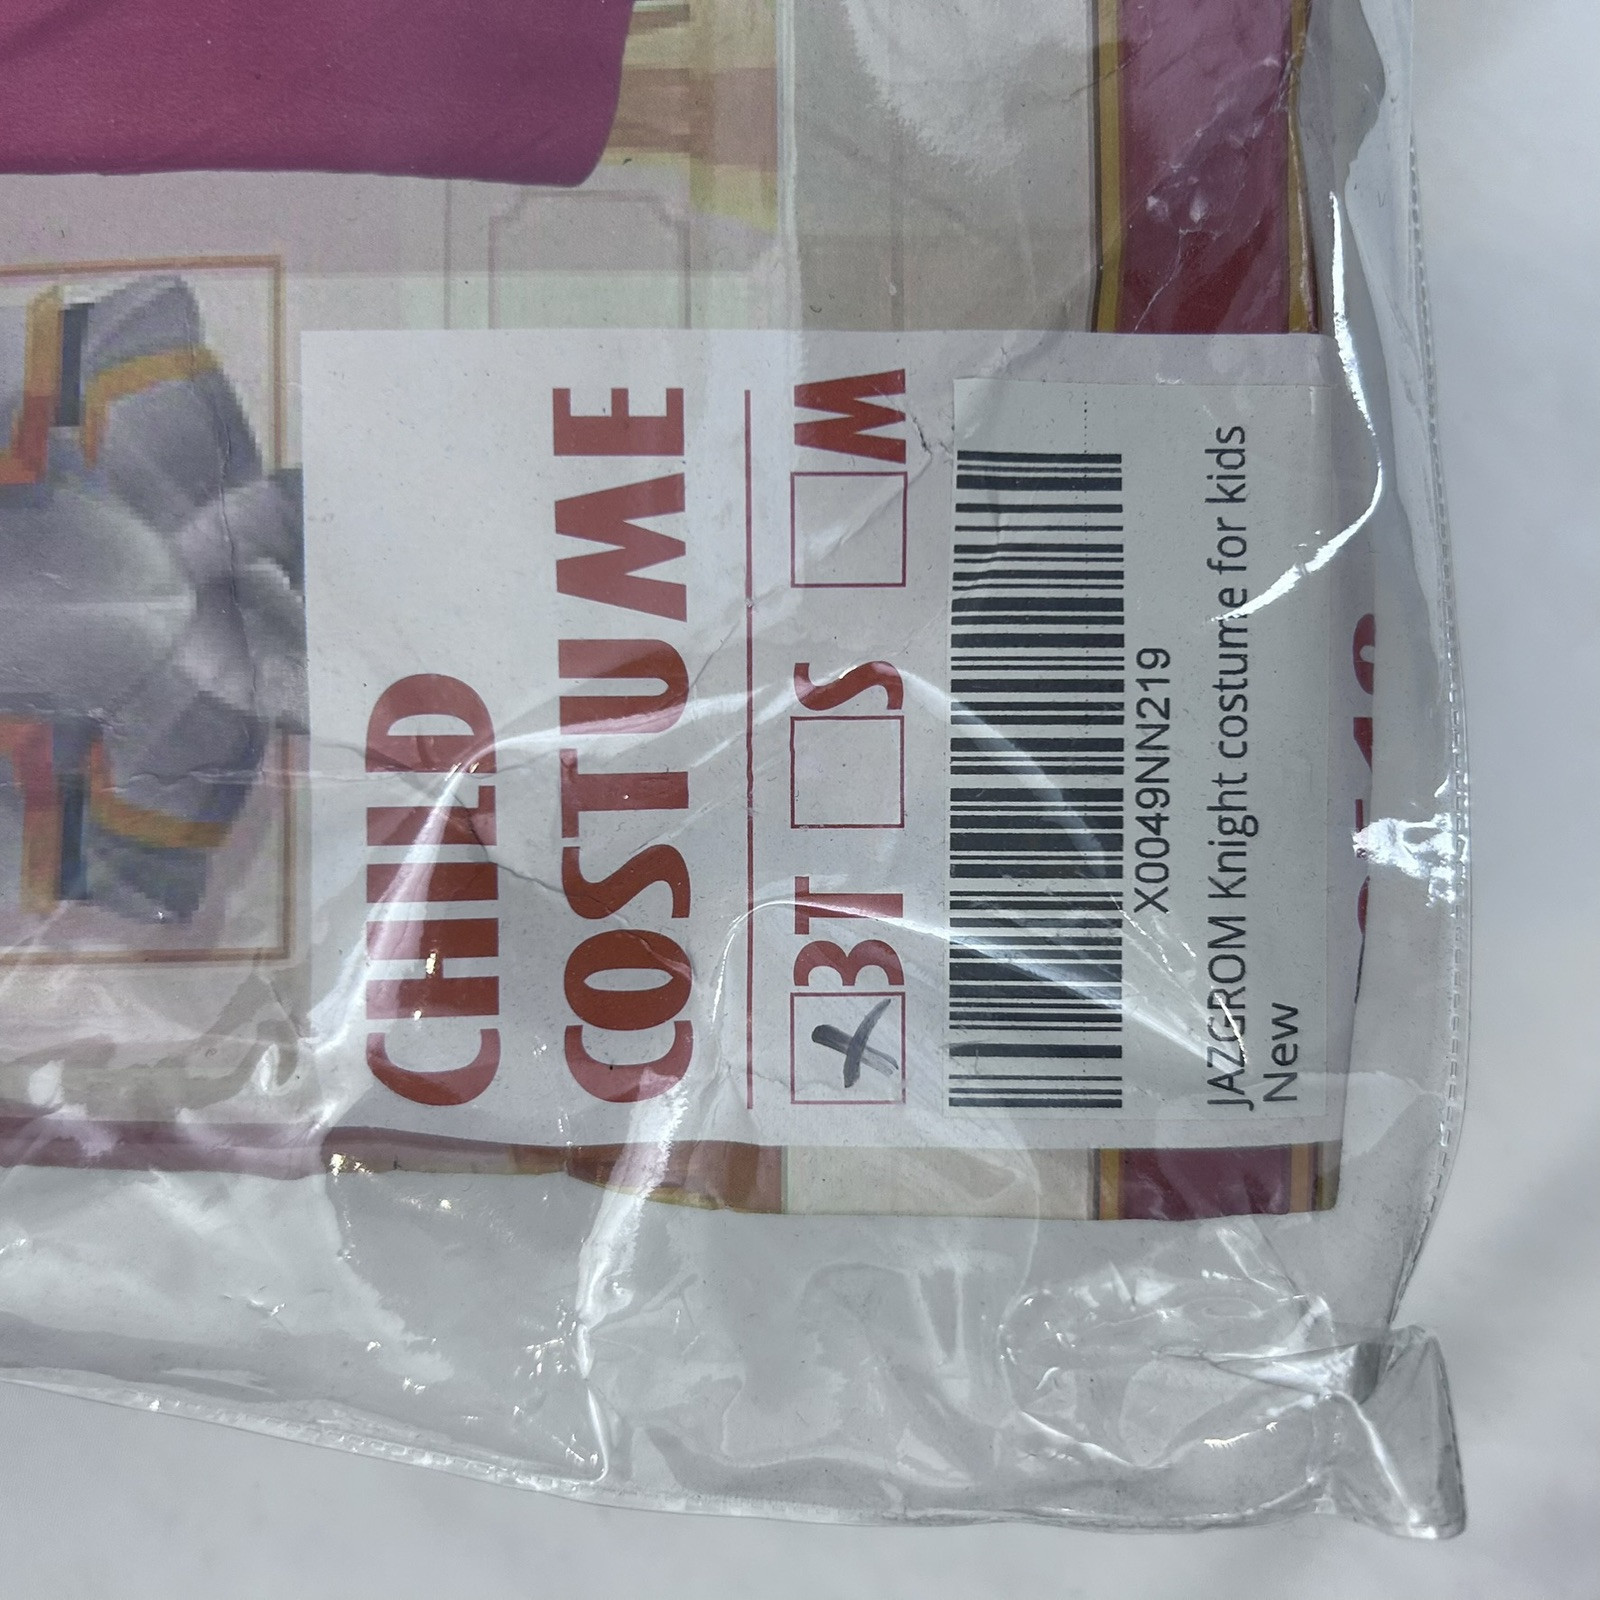 CHILD
COSTUME
3T S M
X0049NN219
JAZGROM Knight costume for kids
New